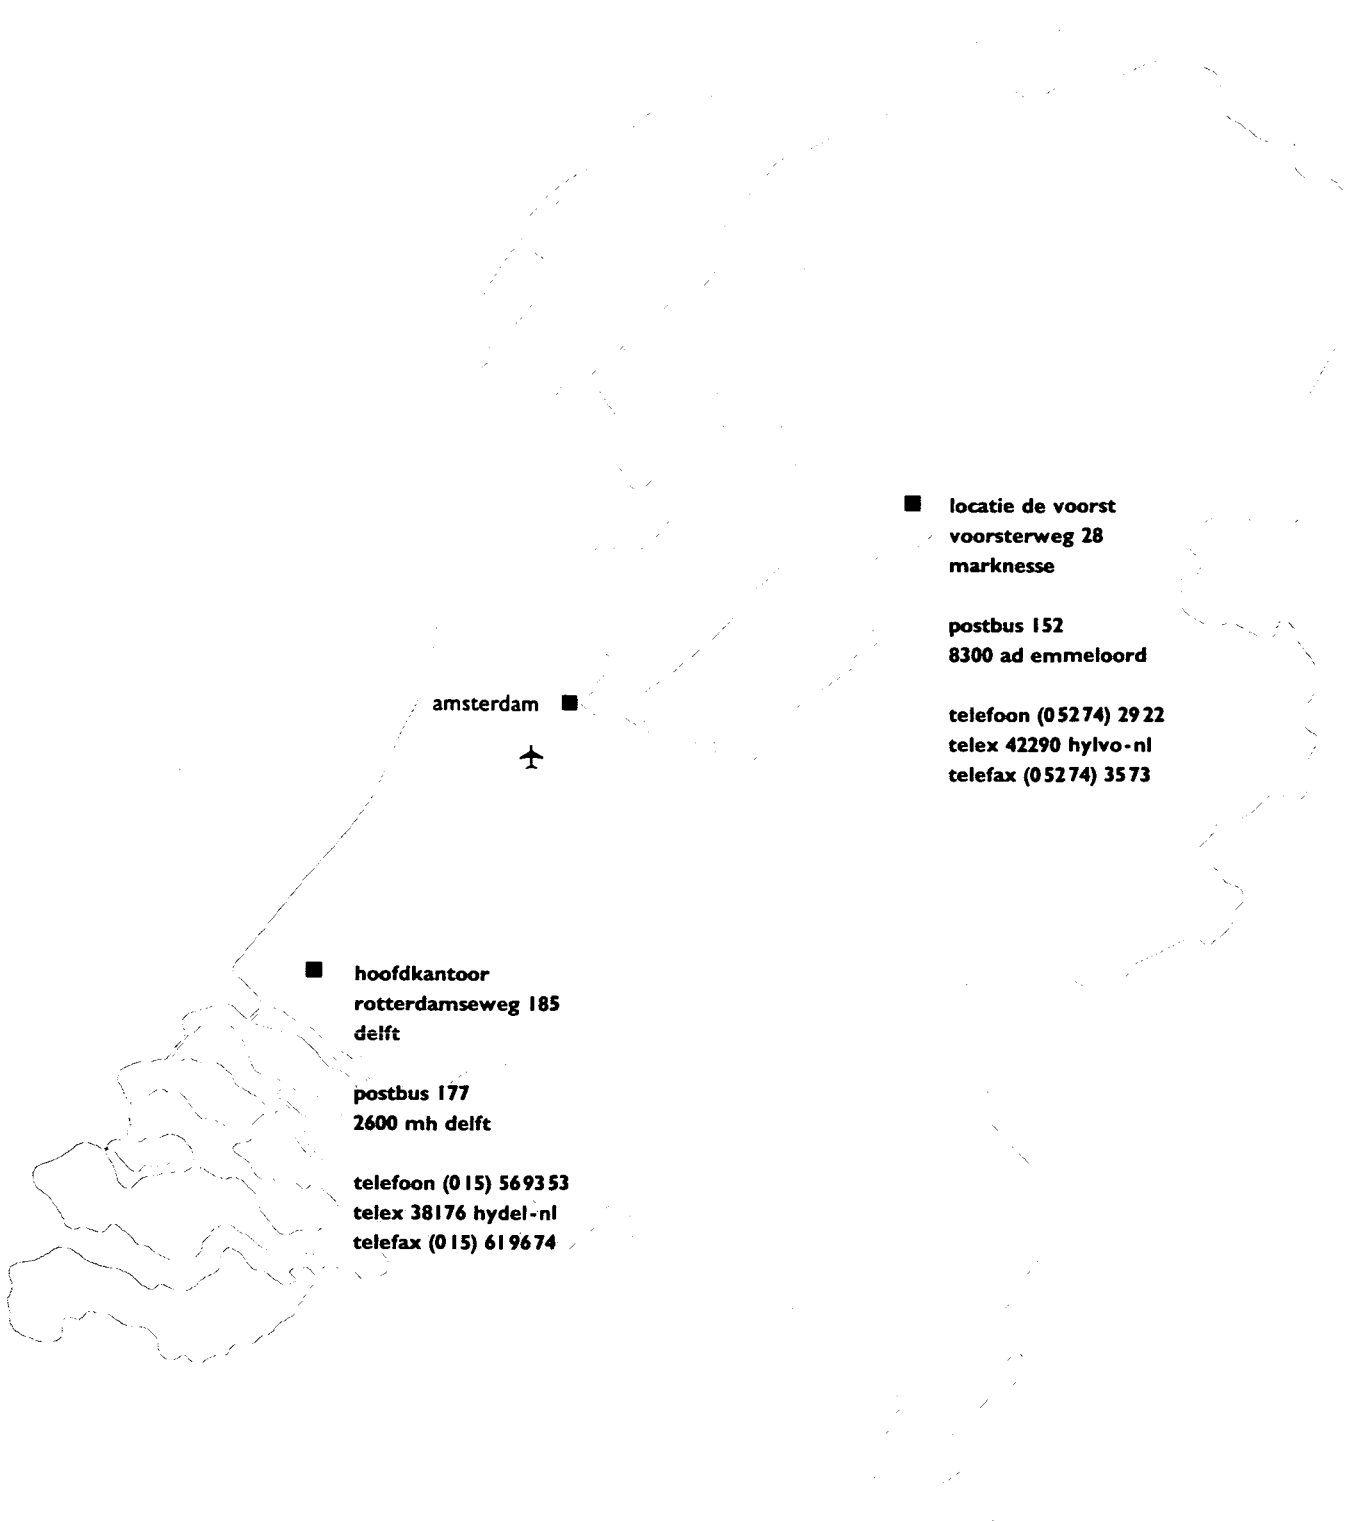 locatie de voorst
voorsterweg 28
marknesse
postbus 152
8300 ad emmeloord
telefoon (05274) 2922
telex 42290 hylvo-nl
telefax (05274) 3573
amsterdam
hoofdkantoor
rotterdamseweg 185
delft
postbus 177
2600 mh delft
telefoon (015) 569353
telex 38176 hydel-nl
telefax (015) 619674